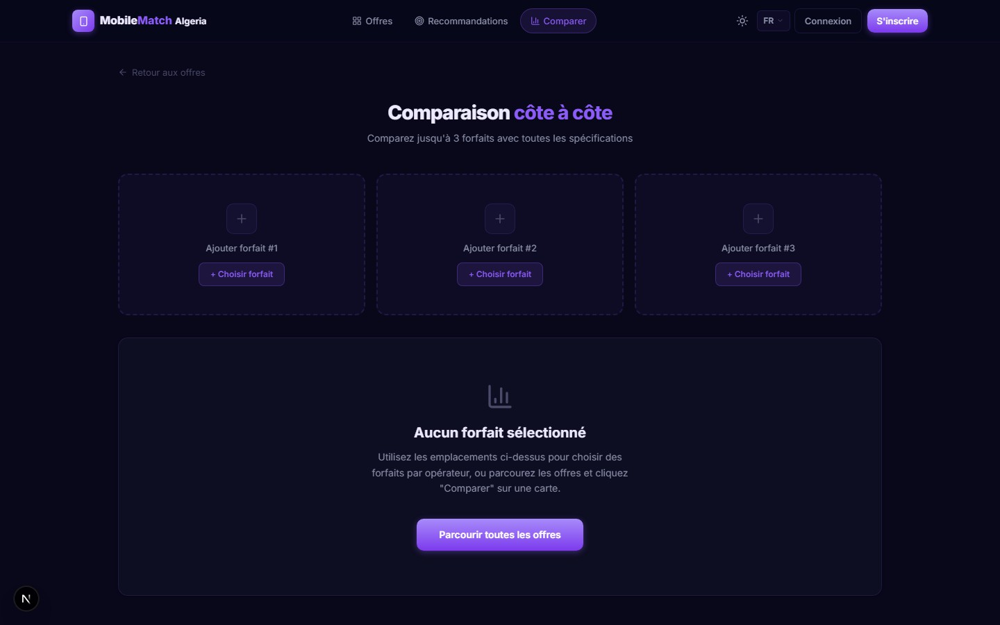 MobileMatch Algeria
Offres
Recommandations
Comparer
FR
Connexion
S'inscrire
Retour aux offres
Comparaison côte à côte
Comparez jusqu'à 3 forfaits avec toutes les spécifications
Ajouter forfait #1
+ Choisir forfait
Ajouter forfait #2
+ Choisir forfait
Ajouter forfait #3
+ Choisir forfait
Aucun forfait sélectionné
Utilisez les emplacements ci-dessus pour choisir des
forfaits par opérateur, ou parcourez les offres et cliquez
"Comparer" sur une carte.
Parcourir toutes les offres
N